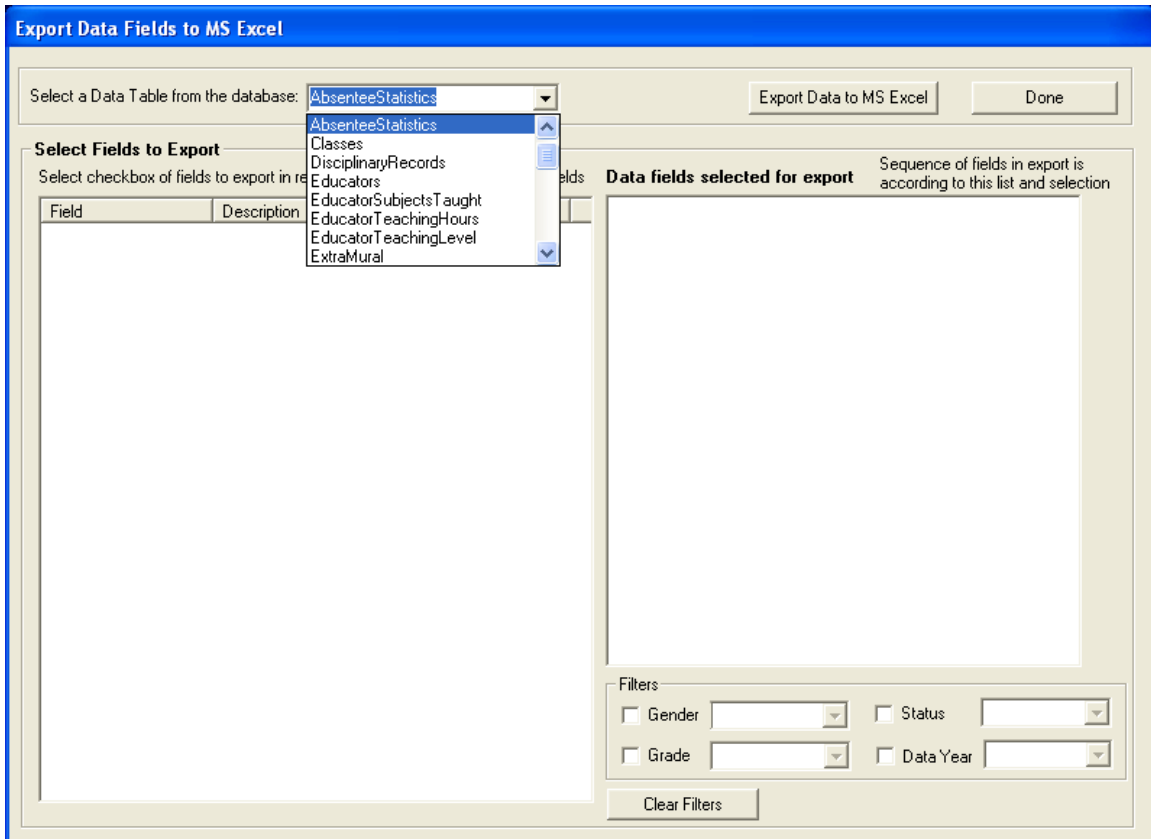 Export Data Fields to MS Excel
Select a Data Table from the database: AbsenteeStatistics
Export Data to MS Excel
Done
AbsenteeStatistics
Classes
DisciplinaryRecords
Educators
EducatorSubjectsTaught
EducatorTeachingHours
EducatorTeachingLevel
ExtraMural
Select Fields to Export
Select checkbox of fields to export in
Field
Description
Data fields selected for export
Sequence of fields in export is
according to this list and selection
Filters
Gender
Status
Grade
Data Year
Clear Filters